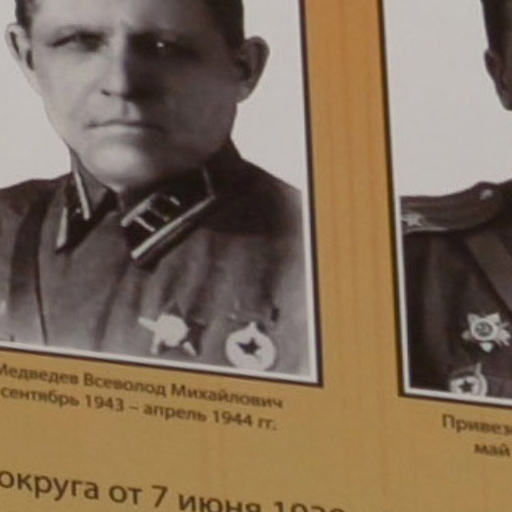 Медведев Всеволод Михайлович
сентябрь 1943 – апрель 1944 гг.
Привез
май
округа от 7 июня